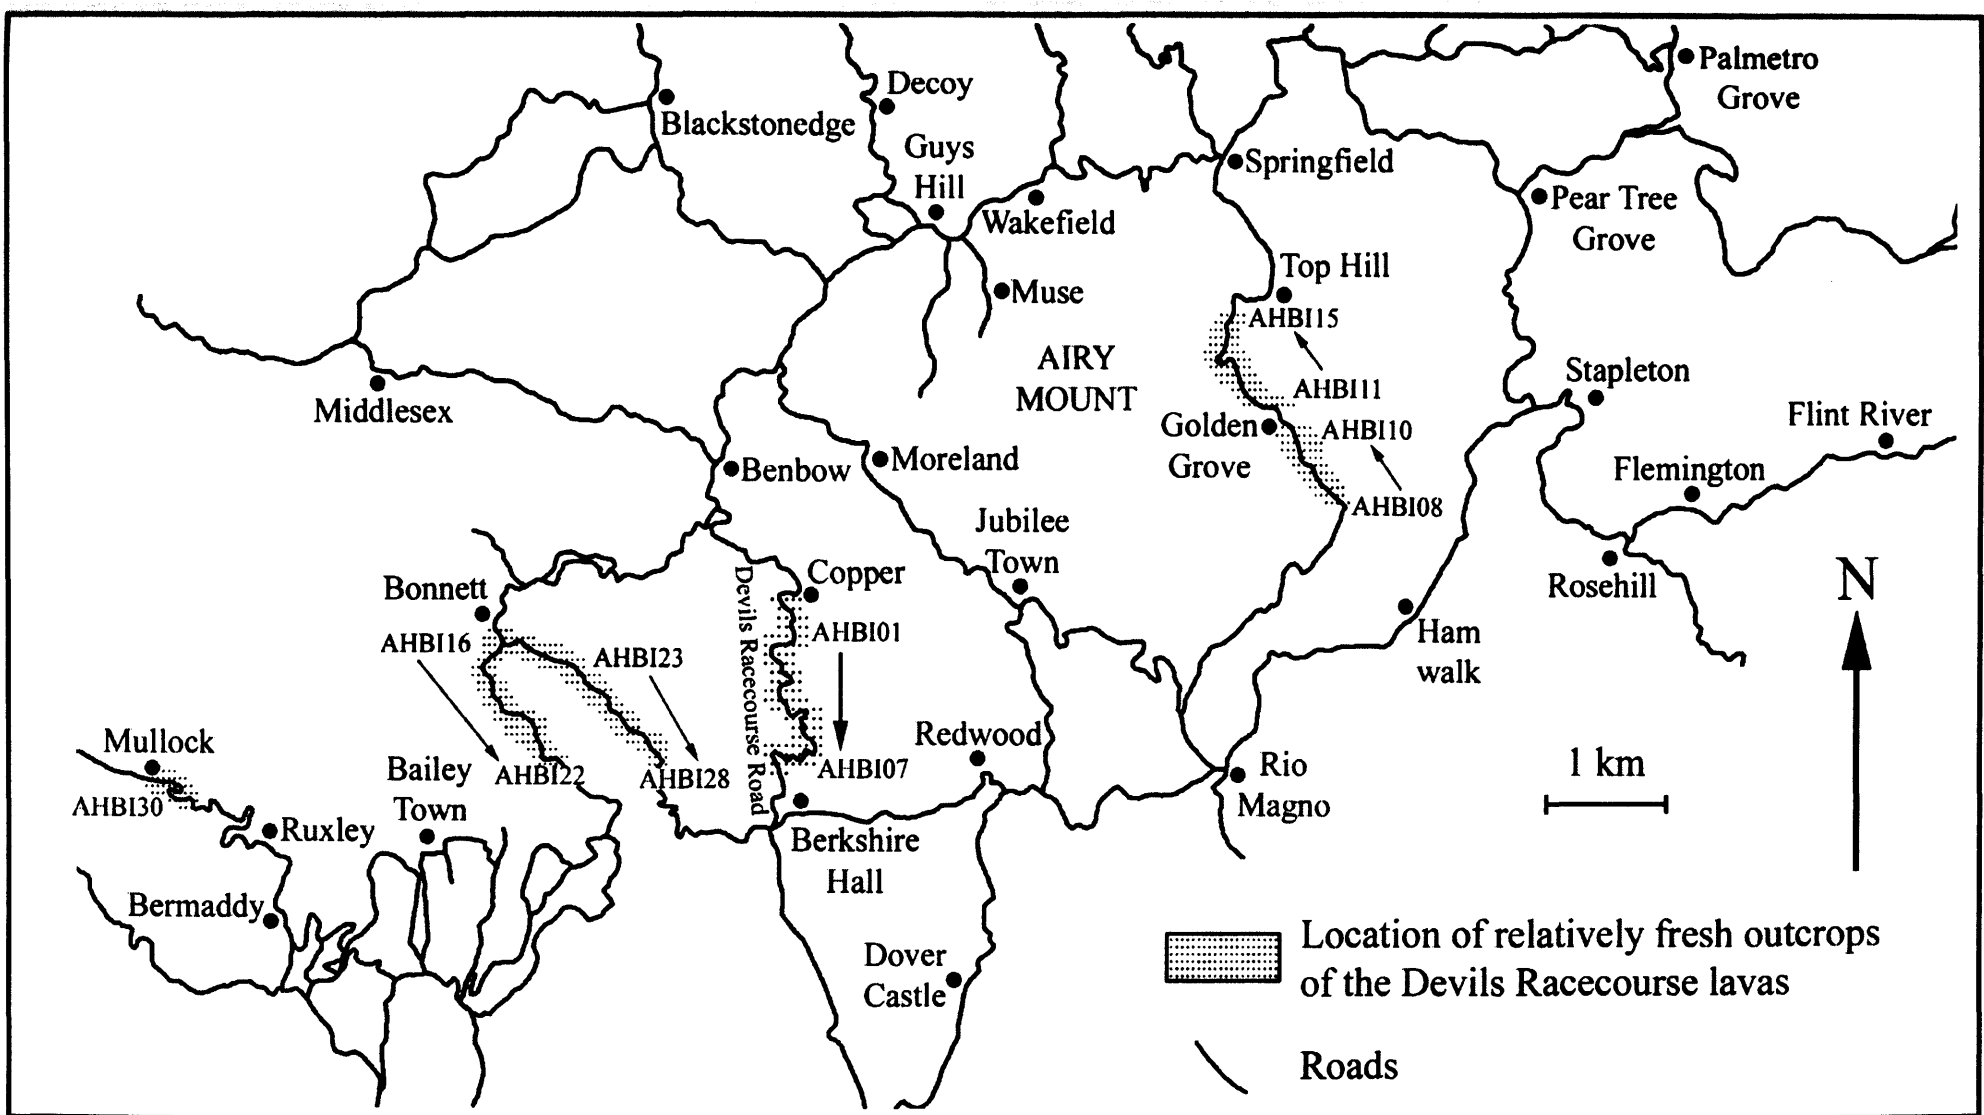 Palmetro
Grove
Decoy
Blackstonedge
Guys
Hill
Springfield
Wakefield
Pear Tree
Grove
Top Hill
Muse
AHBI15
AIRY
MOUNT
Stapleton
AHBI11
Middlesex
Flint River
Golden
Grove
AHBI10
Benbow
Moreland
Flemington
AHBI08
Jubilee
Town
Copper
Bonnett
Rosehill
N
Devils Racecourse Road
AHBI01
Ham
walk
AHBI16
AHBI23
Mullock
Redwood
Bailey
Town
AHBI22
AHBI28
AHBI07
Rio
Magno
1 km
AHBI30
Ruxley
Berkshire
Hall
Bermaddy
Location of relatively fresh outcrops
of the Devils Racecourse lavas
Dover
Castle
Roads